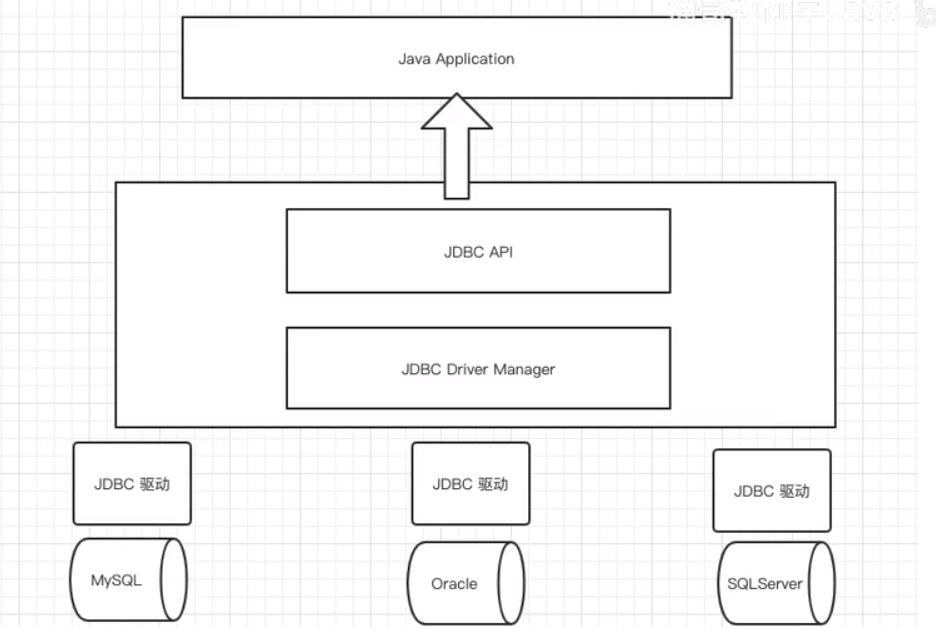 Java Application
JDBC API
JDBC Driver Manager
JDBC 驱动
JDBC 驱动
JDBC 驱动
MySQL
Oracle
SQLServer